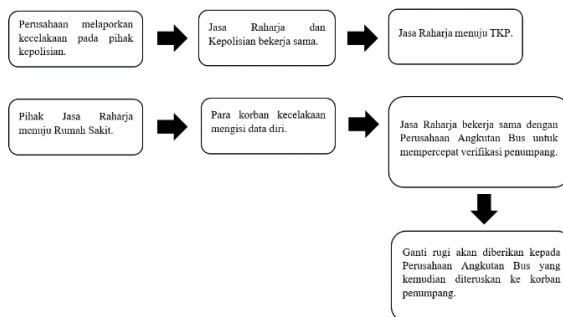 Perusahaan melaporkan
kecelakaan pada pihak
kepolisian.
Jasa Raharja dan
Kepolisian bekerja sama.
Jasa Raharja menuju TKP.
Pihak Jasa Raharja
menuju Rumah Sakit.
Para korban kecelakaan
mengisi data diri.
Jasa Raharja bekerja sama dengan
Perusahaan Angkutan Bus untuk
mempercepat verifikasi penumpang.
Ganti rugi akan diberikan kepada
Perusahaan Angkutan Bus yang
kemudian diteruskan ke korban
penumpang.